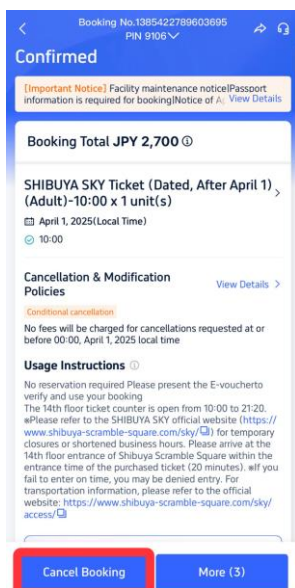 Booking No.1385422789603695
PIN 9106
Confirmed
[Important Notice] Facility maintenance notice|Passport
information is required for booking|Notice of A View Details
Booking Total JPY 2,700
SHIBUYA SKY Ticket (Dated, After April 1)
(Adult)-10:00 x 1 unit(s)
April 1, 2025(Local Time)
10:00
Cancellation & Modification
Policies
View Details
Conditional cancellation
No fees will be charged for cancellations requested at or
before 00:00, April 1, 2025 local time
Usage Instructions
No reservation required Please present the E-voucherto
verify and use your booking
The 14th floor ticket counter is open from 10:00 to 21:20.
※Please refer to the SHIBUYA SKY official website (https://
www.shibuya-scramble-square.com/sky/) for temporary
closures or shortened business hours. Please arrive at the
14th floor entrance of Shibuya Scramble Square within the
entrance time of the purchased ticket (20 minutes). ※If you
fail to enter on time, you may be denied entry. For
transportation information, please refer to the official
website: https://www.shibuya-scramble-square.com/sky/
access/
Cancel Booking
More (3)